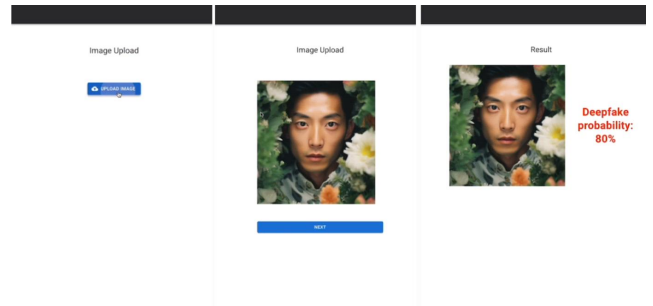 Image Upload
UPLOAD IMAGE
Image Upload
NEXT
Result
Deepfake
probability:
80%